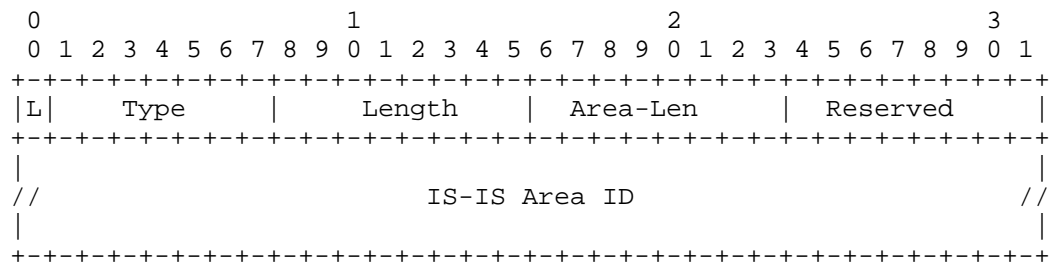 0                   1                   2                   3
 0 1 2 3 4 5 6 7 8 9 0 1 2 3 4 5 6 7 8 9 0 1 2 3 4 5 6 7 8 9 0 1
+-+-+-+-+-+-+-+-+-+-+-+-+-+-+-+-+-+-+-+-+-+-+-+-+-+-+-+-+-+-+-+-+
|L|    Type     |     Length    |  Area-Len     |  Reserved     |
+-+-+-+-+-+-+-+-+-+-+-+-+-+-+-+-+-+-+-+-+-+-+-+-+-+-+-+-+-+-+-+-+
|                                                               |
//                        IS-IS Area ID                        //
|                                                               |
+-+-+-+-+-+-+-+-+-+-+-+-+-+-+-+-+-+-+-+-+-+-+-+-+-+-+-+-+-+-+-+-+